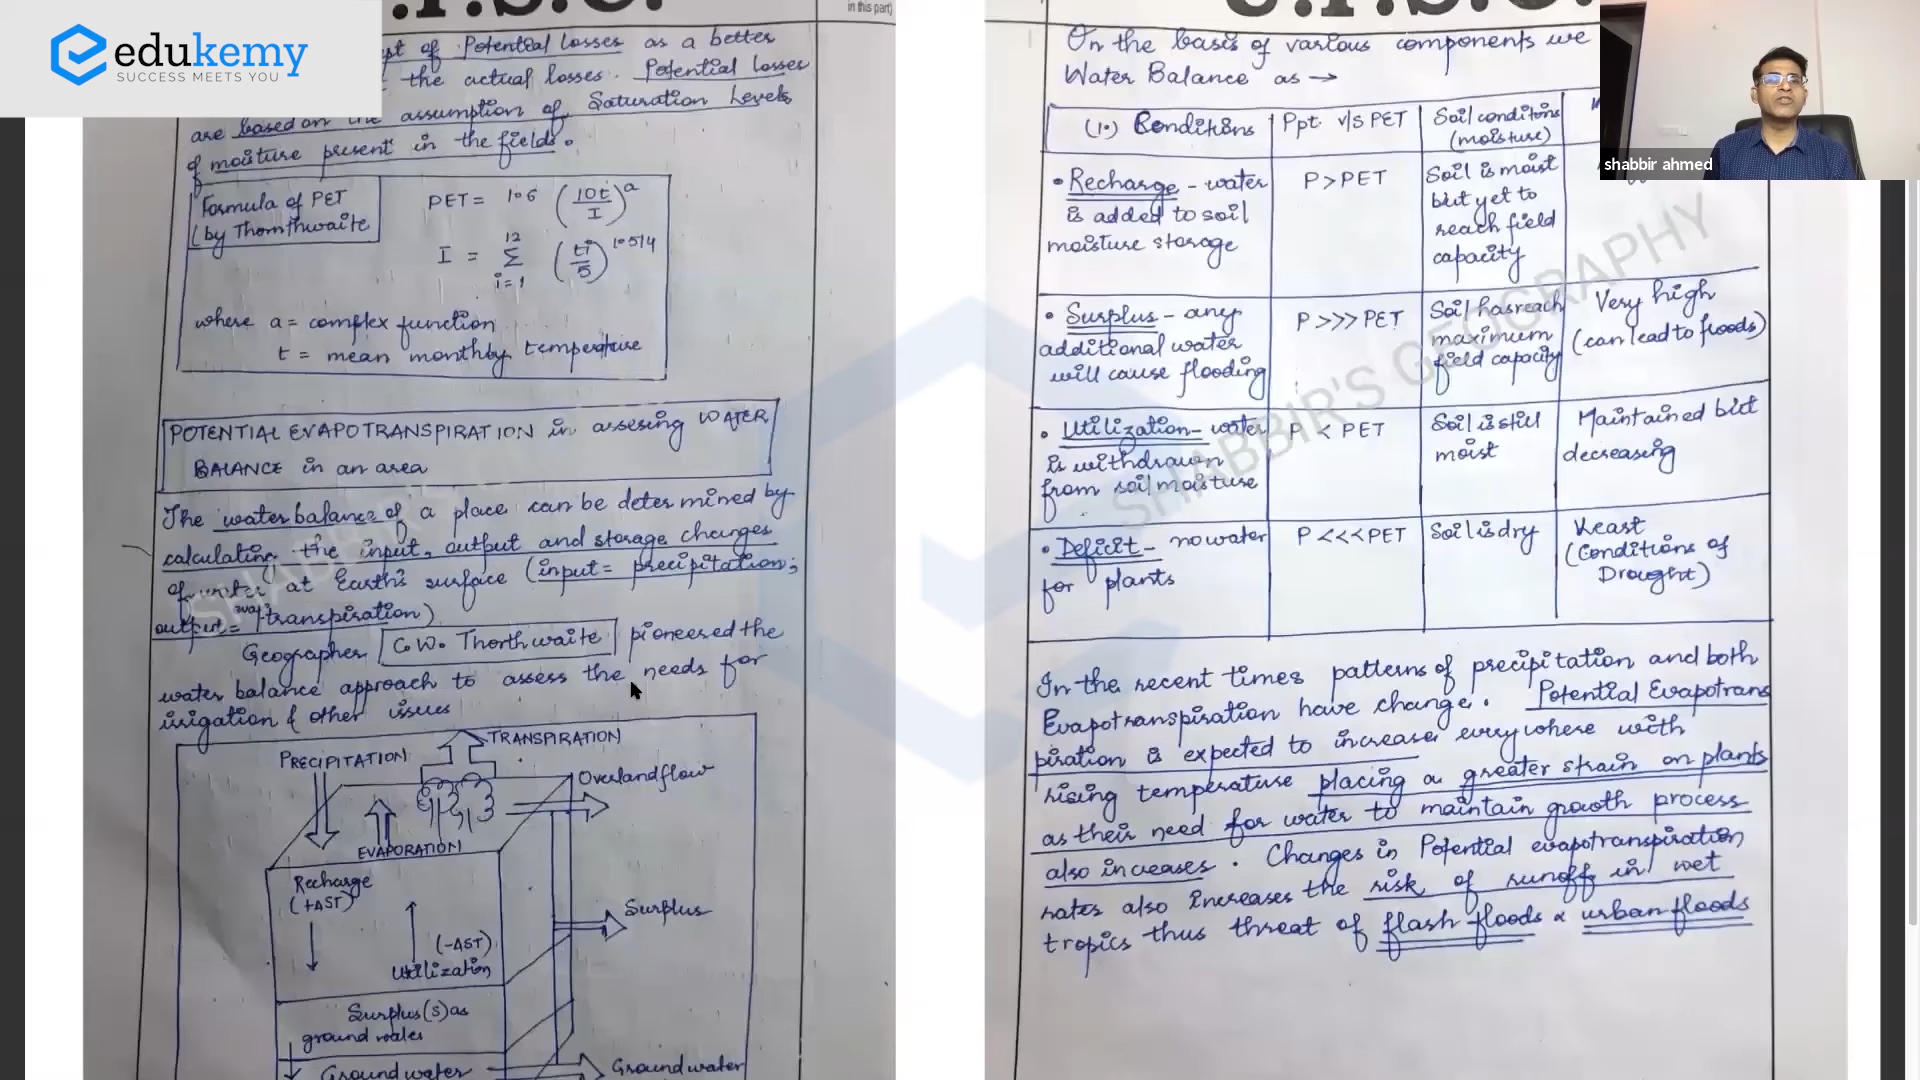 edukemy
SUCCESS MEETS YOU
of Potential losses as a better
the actual losses. Potential losses
are based on the assumption of Saturation levels
of moisture present in the fields.
Formula of PET
(by Thornthwaite
PET = 1.6 (10t/I)^a
I = 12 Σ i=1 (ti/5)^1.514
where a = complex function
t = mean monthly temperature
POTENTIAL EVAPOTRANSPIRATION in assesing WATER
BALANCE in an area
The water balance of a place can be determined by
calculating the input, output and storage changes
of water at Earth's surface (input = precipitation;
output = evapotranspiration)
Geographer C.W. Thorthwaite pioneered the
water balance approach to assess the needs for
irrigation & other issues
PRECIPITATION
TRANSPIRATION
Overlandflow
EVAPORATION
Recharge
(+AST)
(-AST)
Utilization
Surplus
Surplus(s) as
ground
Groundwater
Groundwater
in this part)
On the basis of various components we
Water Balance as →
(1.) Conditions
Ppt. v/s PET
Soil conditions
(moisture)
• Recharge - water
is added to soil
moisture storage
P > PET
Soil is moist
but yet to
reach field
capacity
• Surplus - any
additional water
will cause flooding
P >>> PET
Soil has reach
maximum
field capacity
Very high
(can lead to floods)
• Utilization - water
is withdrawn
from soil moisture
P < PET
Soil is still
moist
Maintained but
decreasing
• Deficit - no water
for plants
P <<< PET
Soil is dry
Least
(Conditions of
Drought)
In the recent times patterns of precipitation and both
Evapotranspiration have change. Potential Evapotrans
piration is expected to increase everywhere with
rising temperature placing a greater strain on plants
as their need for water to maintain growth process
also increases. Changes in Potential evapotranspiration
rates also increases the risk of runoff in wet
tropics thus threat of flash floods & urban floods
SHABBIR'S GEOGRAPHY
shabbir ahmed